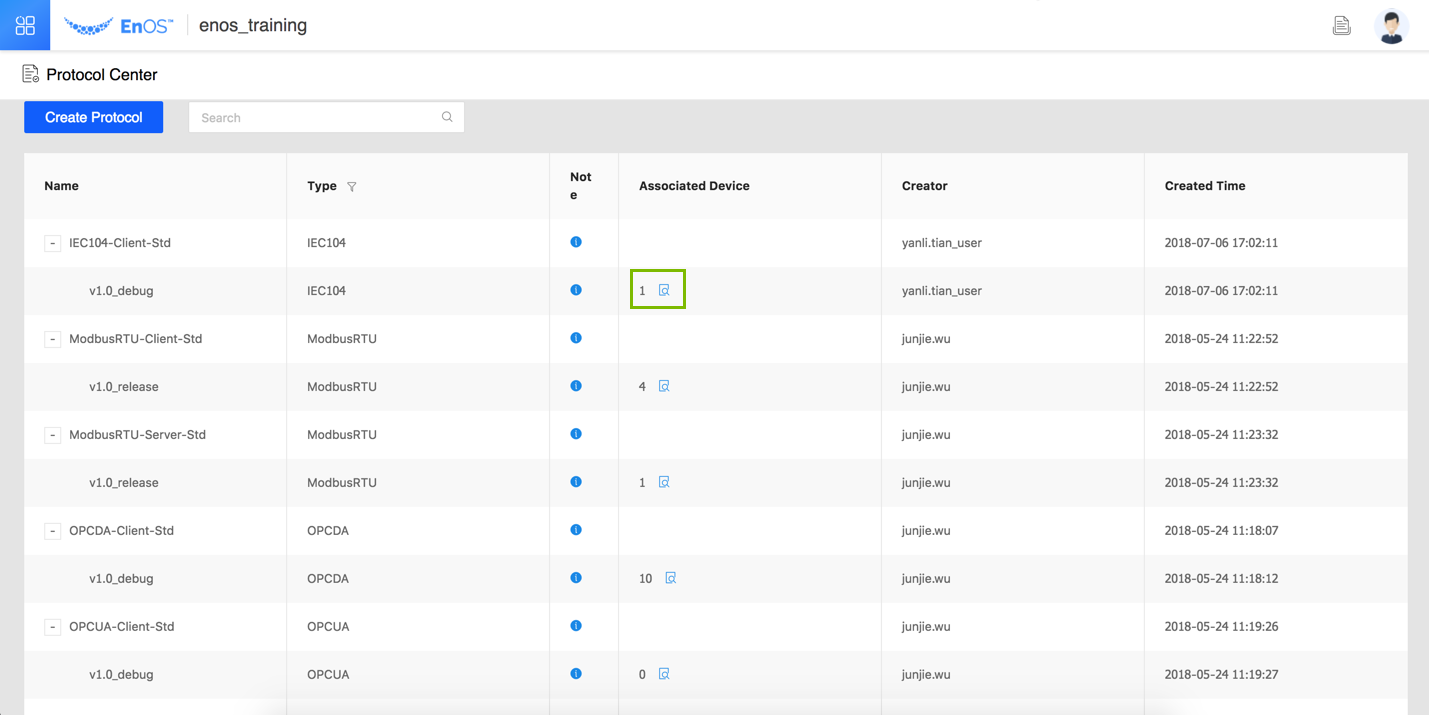 EnOS™ enos_training
Protocol Center
Create Protocol Search
Name Type Not
e Associated Device Creator Created Time
- IEC104-Client-Std IEC104 yanli.tian_user 2018-07-06 17:02:11
v1.0_debug IEC104 1 yanli.tian_user 2018-07-06 17:02:11
- ModbusRTU-Client-Std ModbusRTU junjie.wu 2018-05-24 11:22:52
v1.0_release ModbusRTU 4 junjie.wu 2018-05-24 11:22:52
- ModbusRTU-Server-Std ModbusRTU junjie.wu 2018-05-24 11:23:32
v1.0_release ModbusRTU 1 junjie.wu 2018-05-24 11:23:32
- OPCDA-Client-Std OPCDA junjie.wu 2018-05-24 11:18:07
v1.0_debug OPCDA 10 junjie.wu 2018-05-24 11:18:12
- OPCUA-Client-Std OPCUA junjie.wu 2018-05-24 11:19:26
v1.0_debug OPCUA 0 junjie.wu 2018-05-24 11:19:27